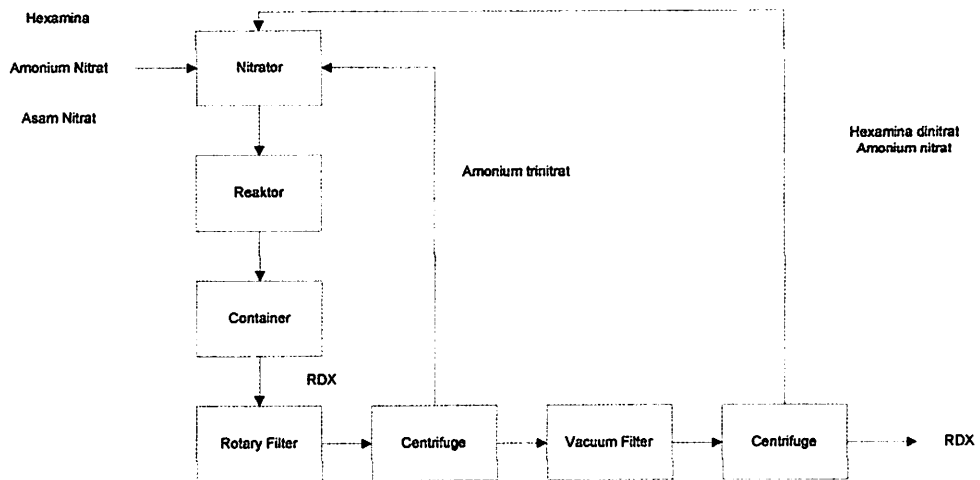 Hexamina
Amonium Nitrat
Asam Nitrat
Nitrator
Reaktor
Container
Rotary Filter
RDX
Centrifuge
Amonium trinitrat
Vacuum Filter
Centrifuge
Hexamina dinitrat
Amonium nitrat
RDX